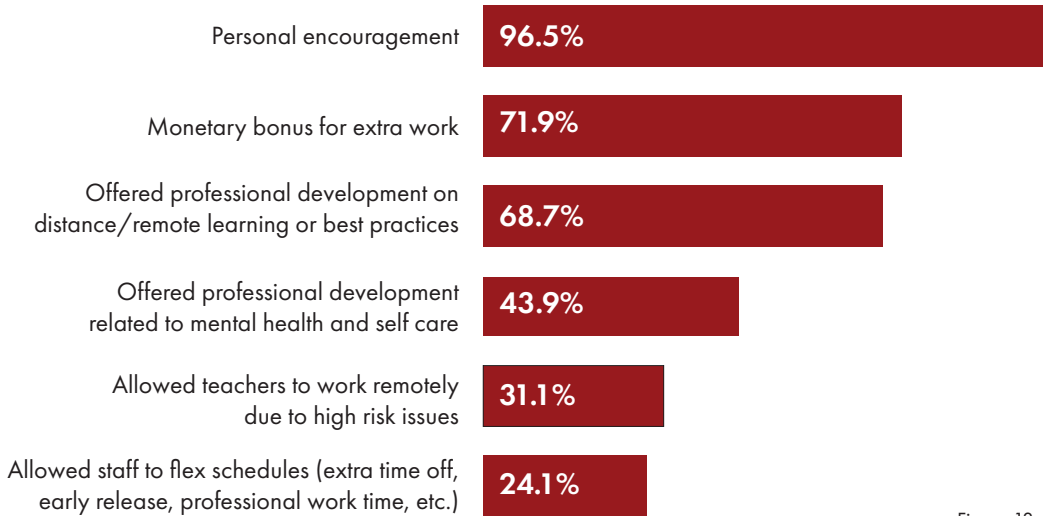 Personal encouragement 96.5%
Monetary bonus for extra work 71.9%
Offered professional development on
distance/remote learning or best practices 68.7%
Offered professional development
related to mental health and self care 43.9%
Allowed teachers to work remotely
due to high risk issues 31.1%
Allowed staff to flex schedules (extra time off,
early release, professional work time, etc.) 24.1%